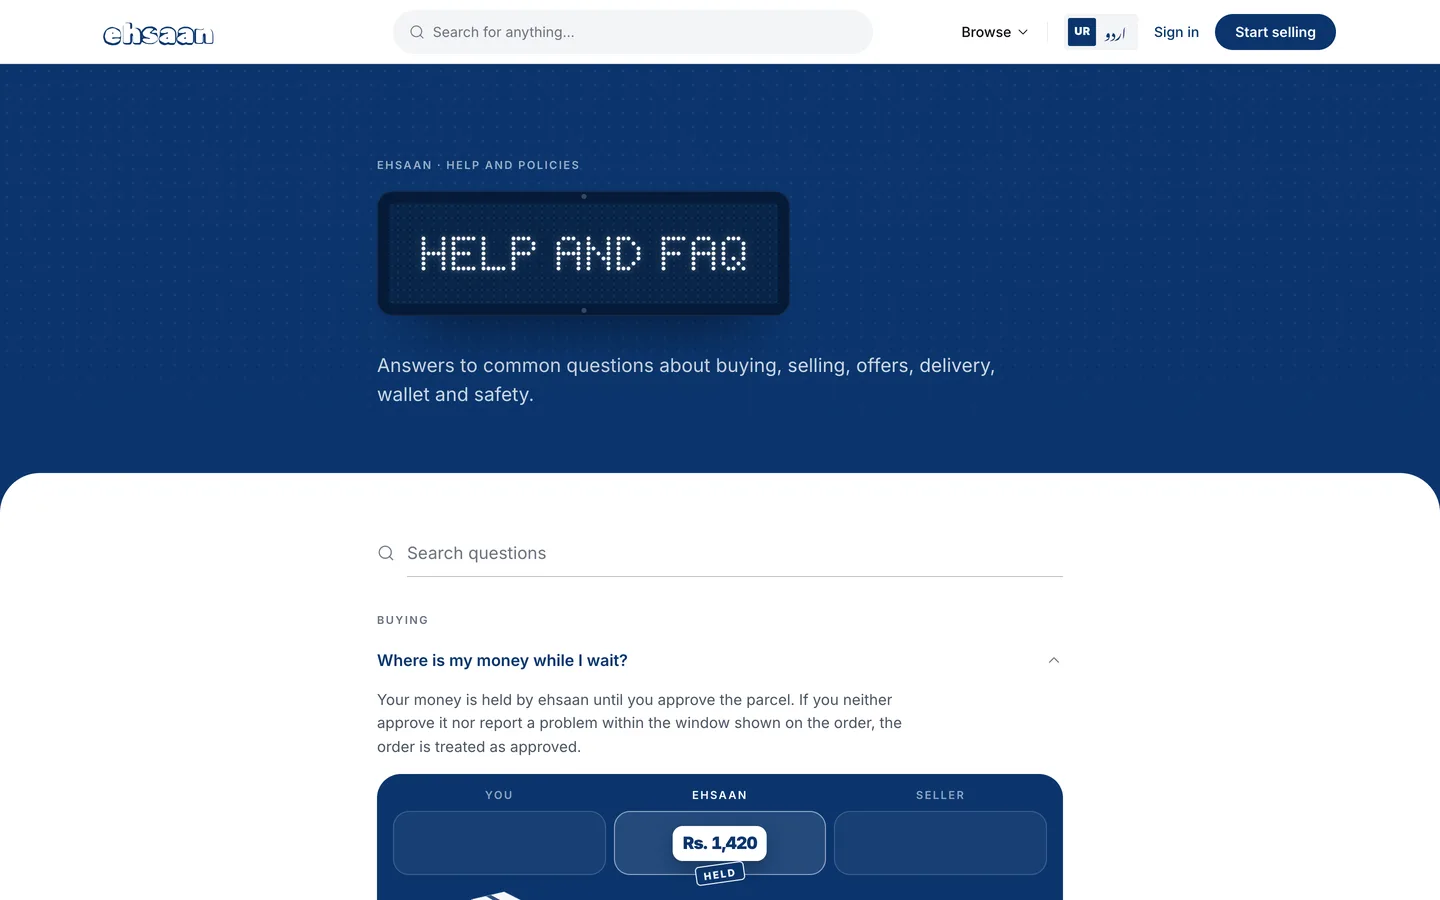 ehsaan
Search for anything...
Browse
UR
اردو
Sign in
Start selling
EHSAAN · HELP AND POLICIES
HELP AND FAQ
Answers to common questions about buying, selling, offers, delivery,
wallet and safety.
Search questions
BUYING
Where is my money while I wait?
Your money is held by ehsaan until you approve the parcel. If you neither
approve it nor report a problem within the window shown on the order, the
order is treated as approved.
YOU
EHSAAN
SELLER
Rs. 1,420
HELD